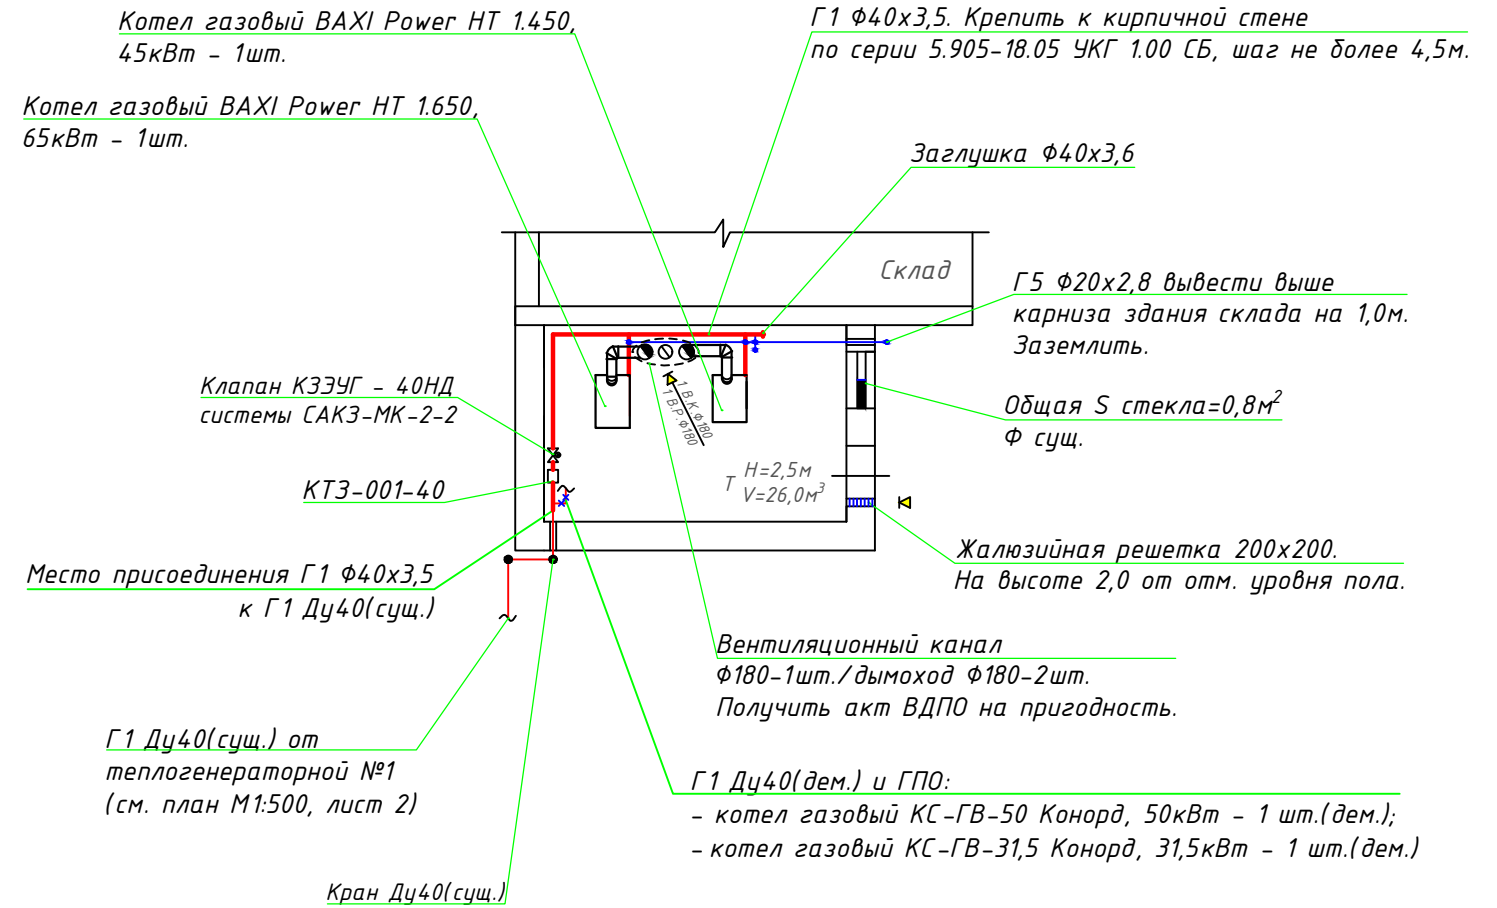 Котел газовый BAXI Power HT 1.450,
45кВт - 1шт.
Г1 Ф40х3,5. Крепить к кирпичной стене
по серии 5.905-18.05 УКГ 1.00 СБ, шаг не более 4,5м.
Котел газовый BAXI Power HT 1.650,
65кВт - 1шт.
Заглушка Ф40х3,6
Склад
Г5 Ф20х2,8 вывести выше
карниза здания склада на 1,0м.
Заземлить.
Клапан КЗЭУГ - 40НД
системы САКЗ-МК-2-2
1 В.К.Ф180
1 В.Р.Ф180
Общая S стекла=0,8м²
Ф сущ.
Т
H=2,5м
V=26,0м³
КТЗ-001-40
Жалюзийная решетка 200х200.
На высоте 2,0 от отм. уровня пола.
Место присоединения Г1 Ф40х3,5
к Г1 Ду40(сущ.)
Вентиляционный канал
Ф180-1шт./дымоход Ф180-2шт.
Получить акт ВДПО на пригодность.
Г1 Ду40(сущ.) от
теплогенераторной №1
(см. план М1:500, лист 2)
Г1 Ду40(дем.) и ГПО:
- котел газовый КС-ГВ-50 Конорд, 50кВт - 1 шт.(дем.);
- котел газовый КС-ГВ-31,5 Конорд, 31,5кВт - 1 шт.(дем.)
Кран Ду40(сущ.)